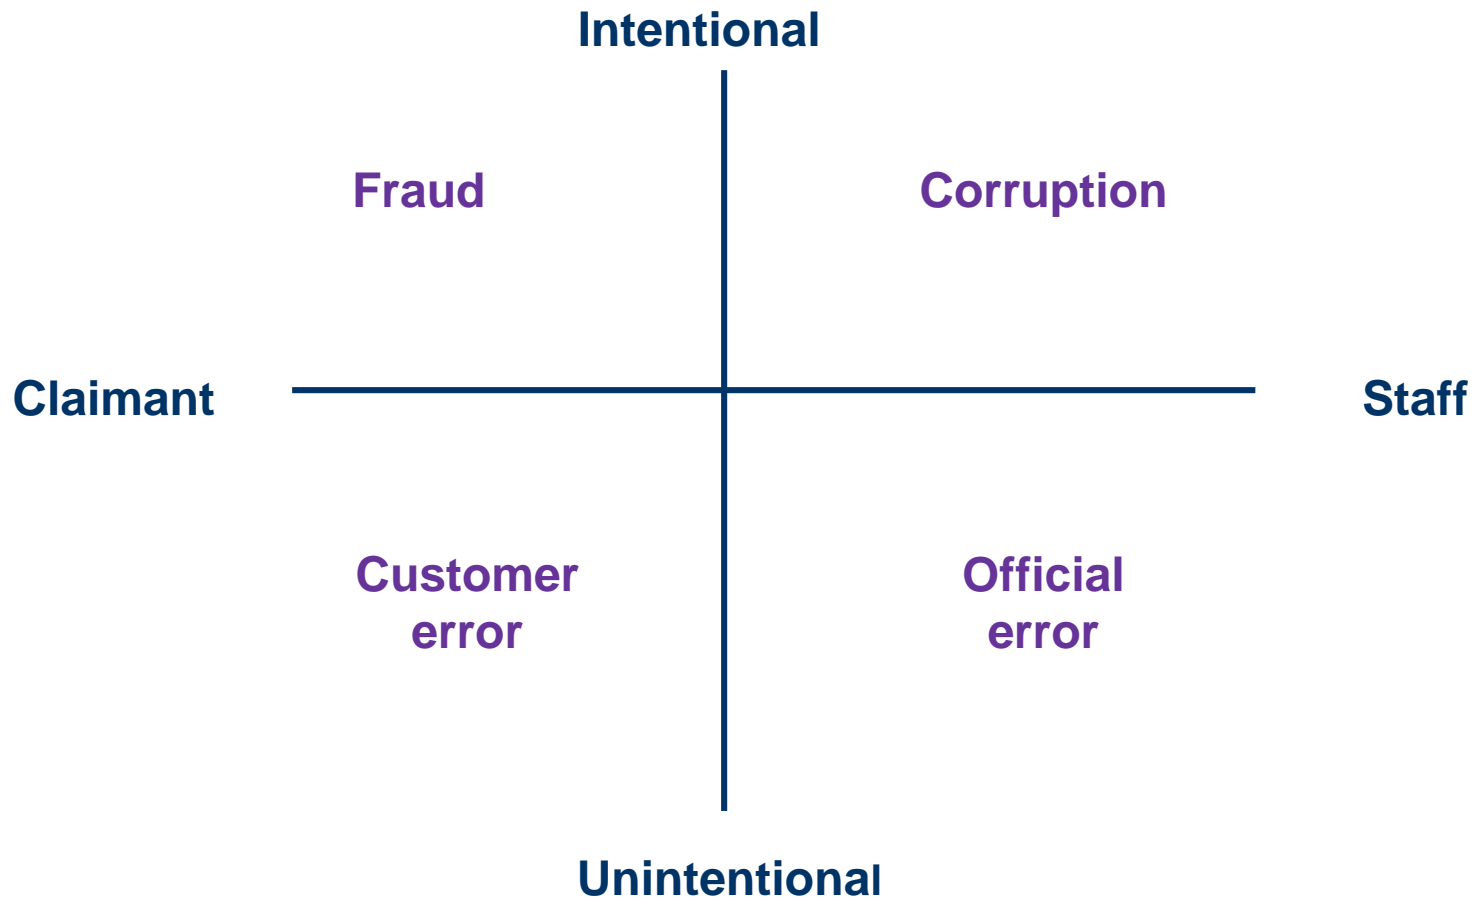 Intentional
Fraud
Corruption
Claimant
Staff
Customer
error
Official
error
Unintentional